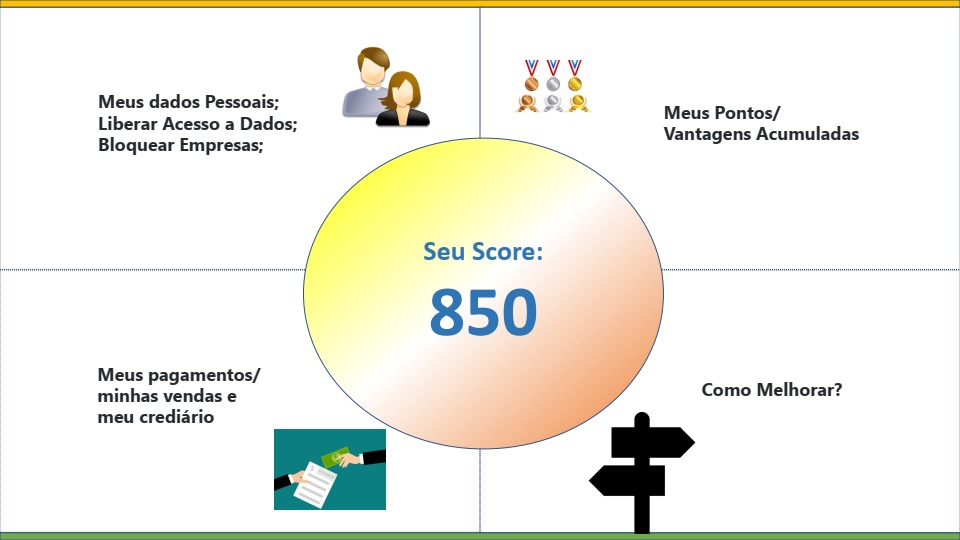 Meus dados Pessoais;
Liberar Acesso a Dados;
Bloquear Empresas;
Meus Pontos/
Vantagens Acumuladas
Seu Score:
850
Meus pagamentos/
minhas vendas e
meu crediário
Como Melhorar?